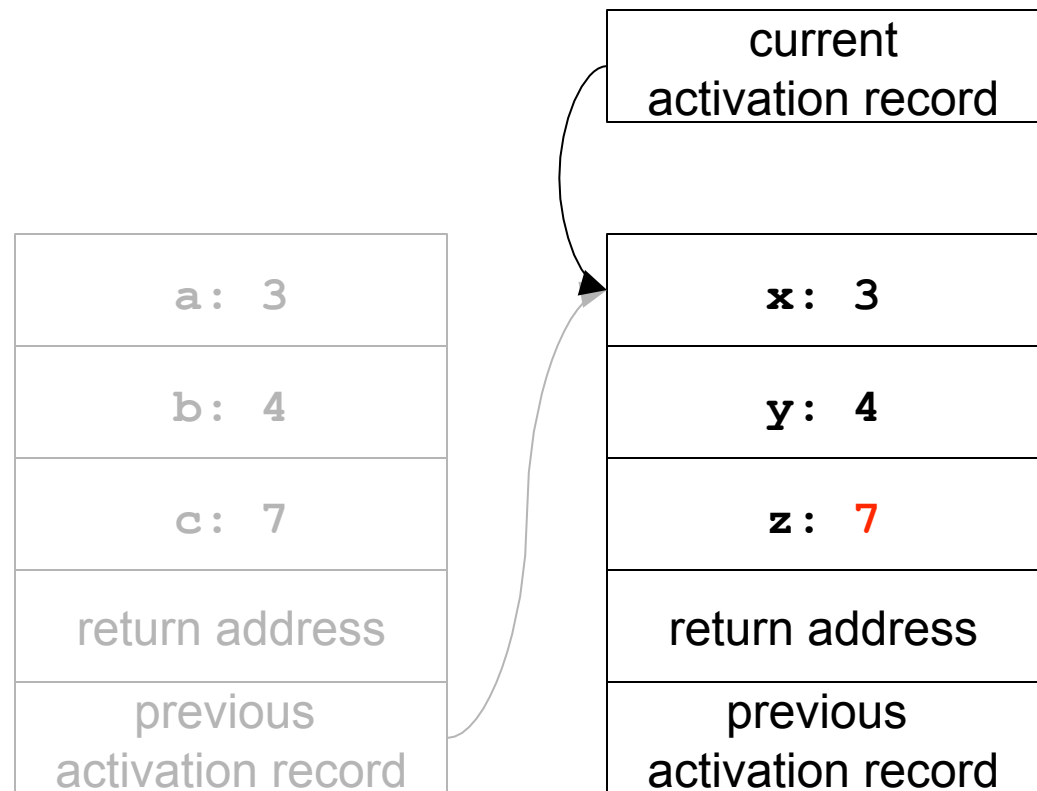 current
activation record
a: 3
b: 4
c: 7
return address
previous
activation record
x: 3
y: 4
z: 7
return address
previous
activation record